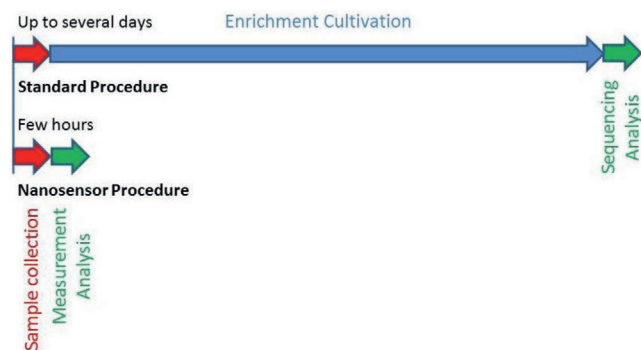 Up to several days
Enrichment Cultivation
Standard Procedure
Sequencing
Analysis
Few hours
Nanosensor Procedure
Sample collection
Measurement
Analysis